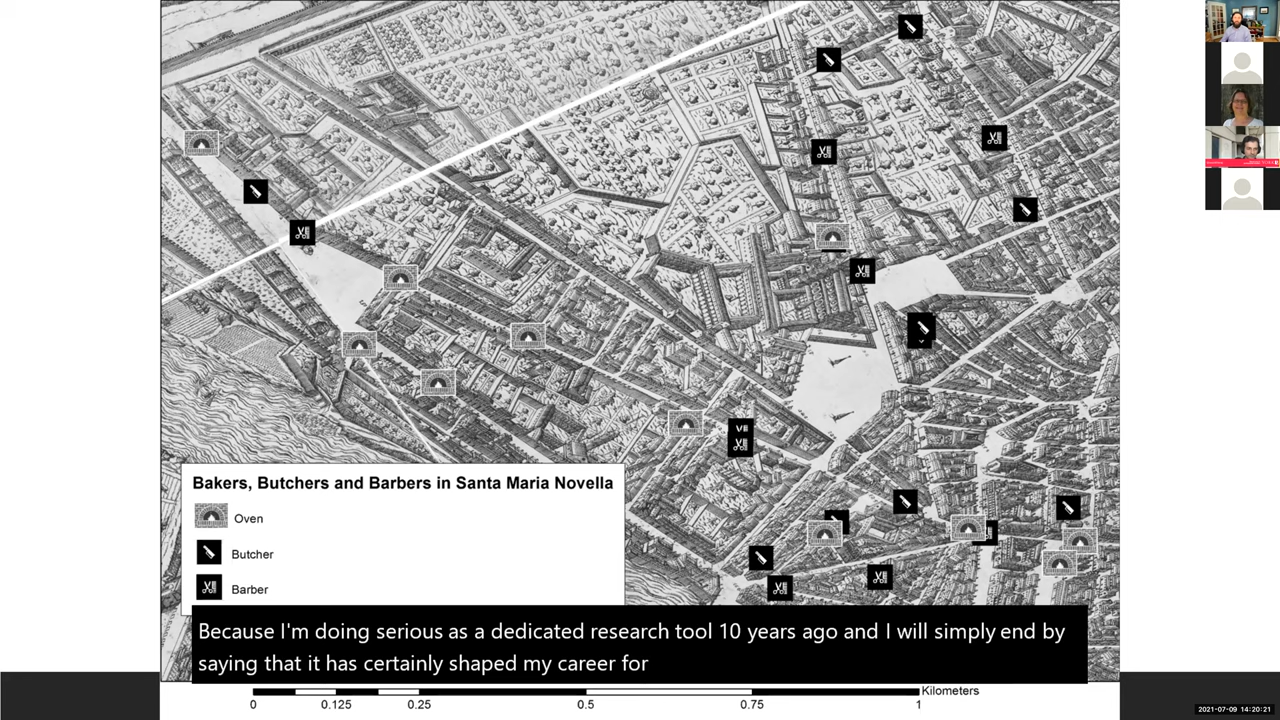 Bakers, Butchers and Barbers in Santa Maria Novella
Oven
Butcher
Barber
Because I'm doing serious as a dedicated research tool 10 years ago and I will simply end by
saying that it has certainly shaped my career for
Kilometers
0 0.125 0.25 0.5 0.75 1
2021-07-09 14:20:21